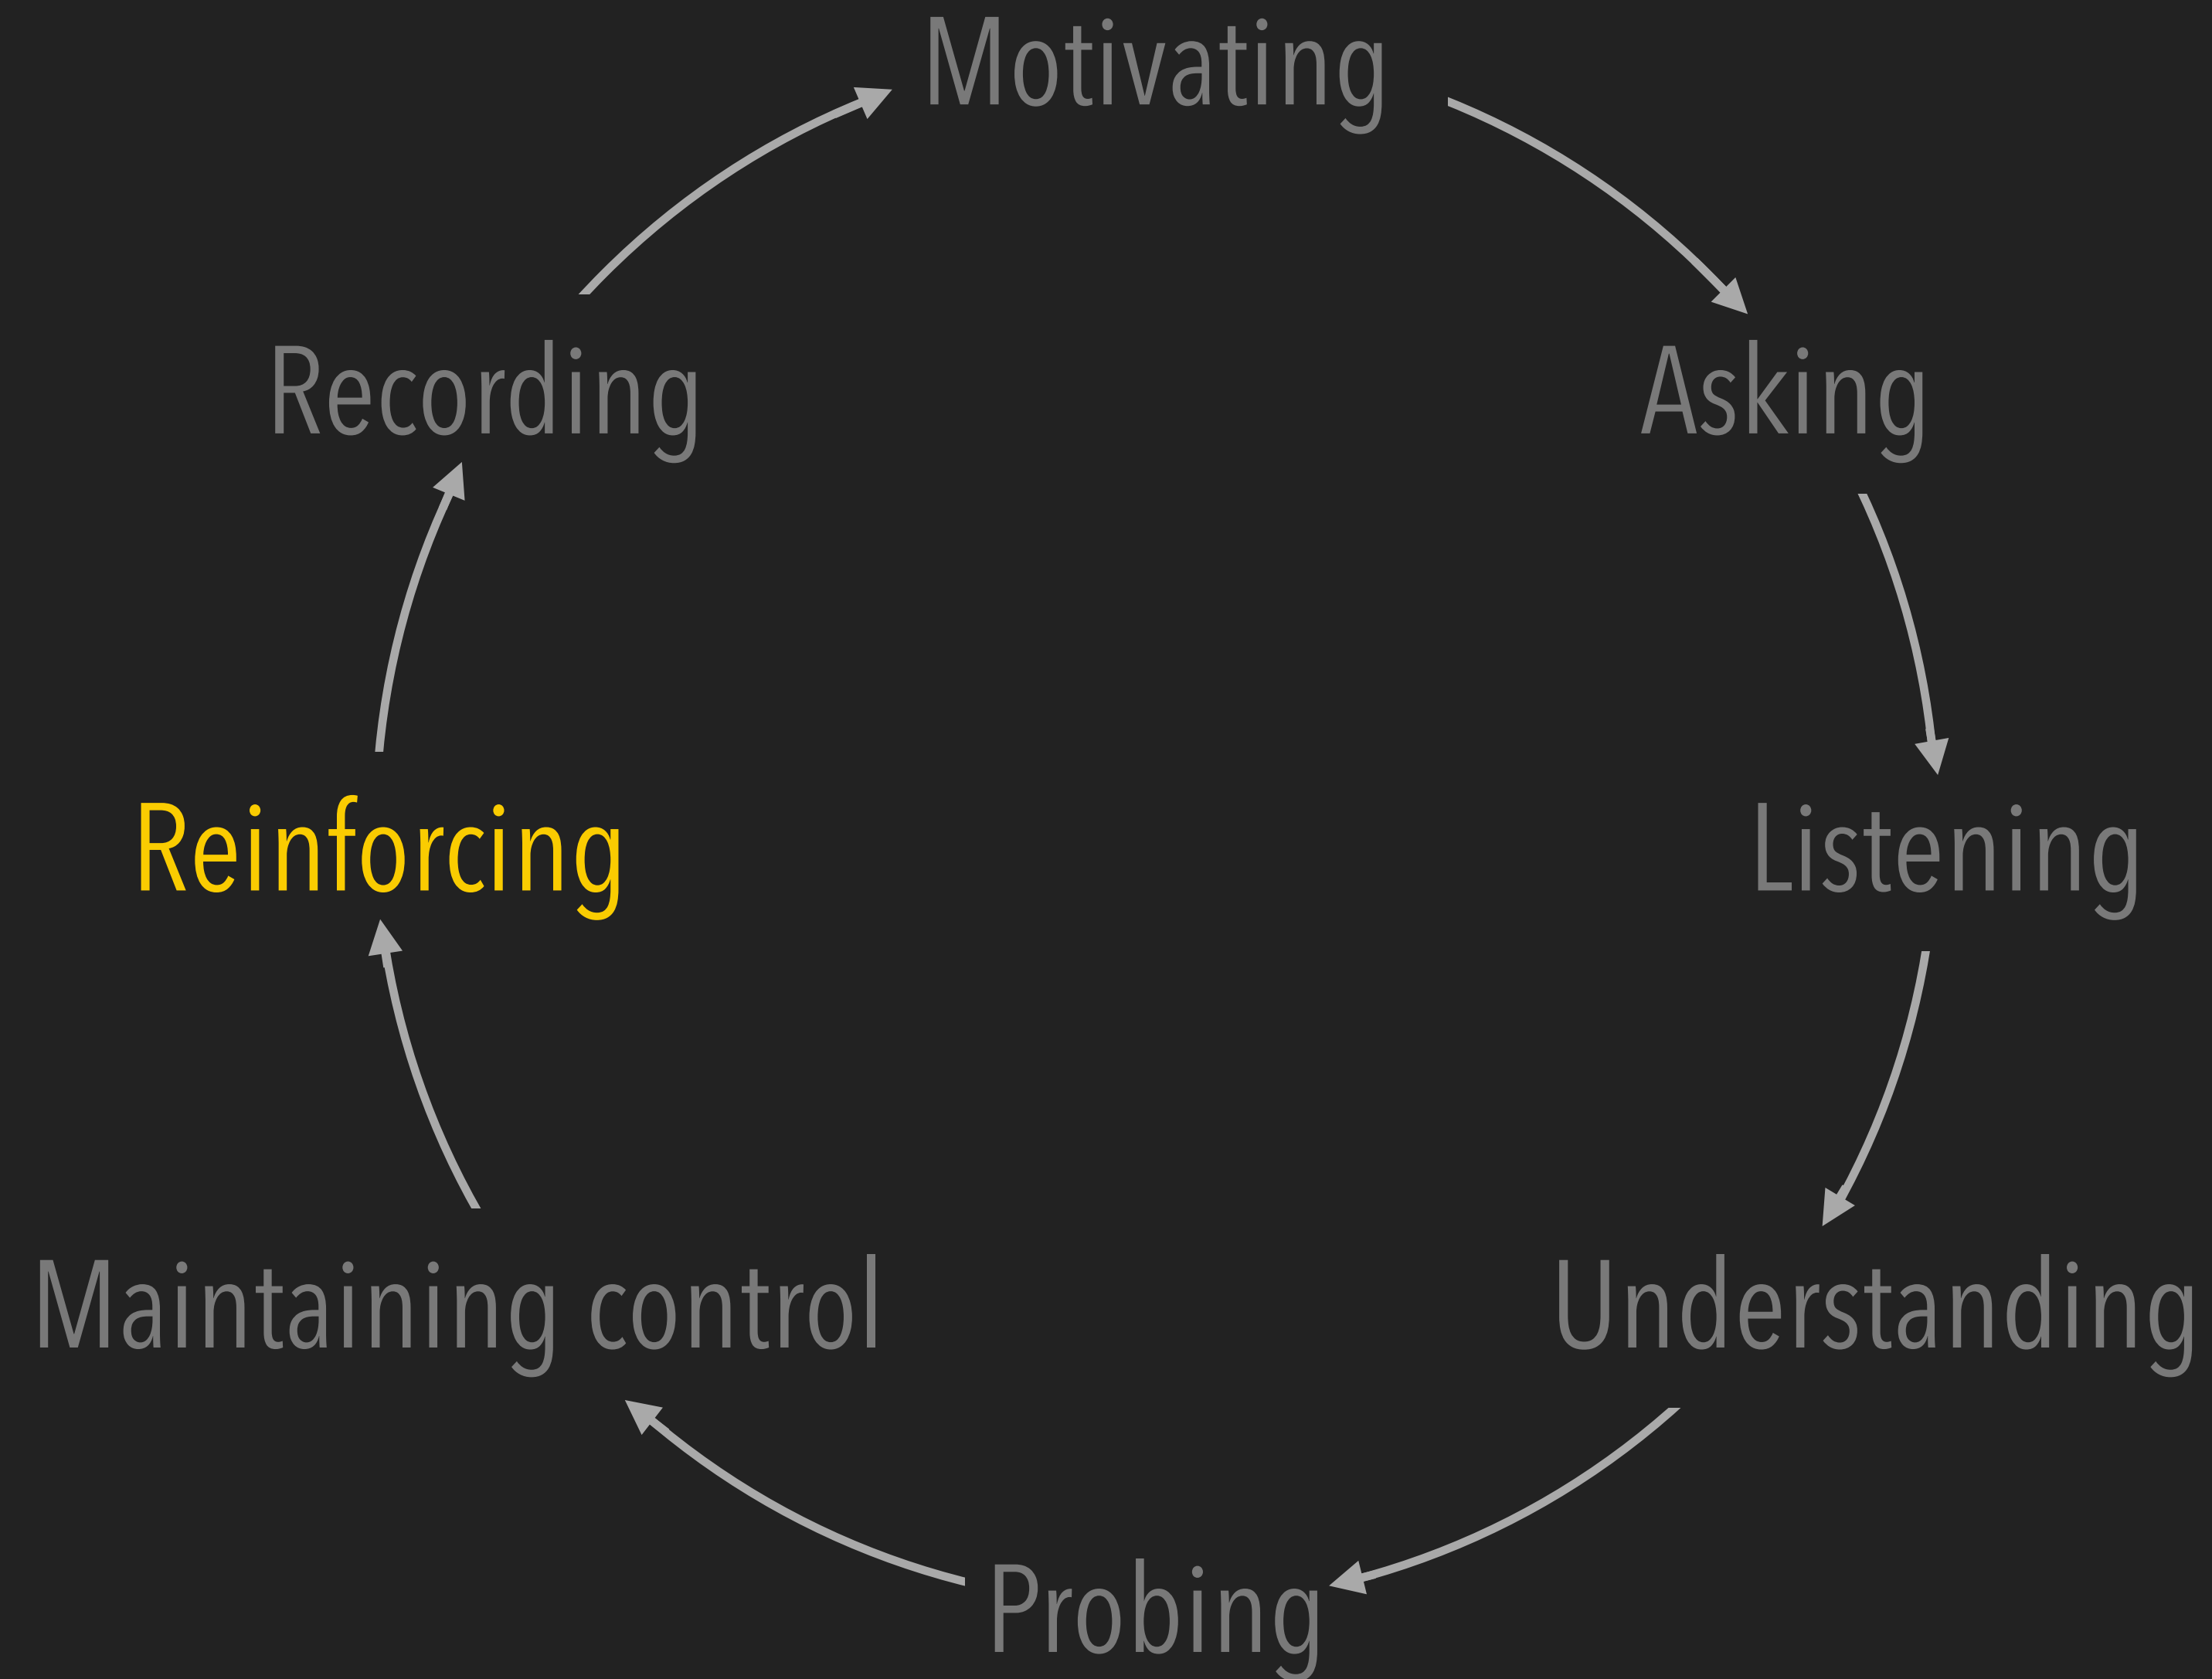 Motivating
Recording
Asking
Reinforcing
Listening
Maintaining control
Understanding
Probing